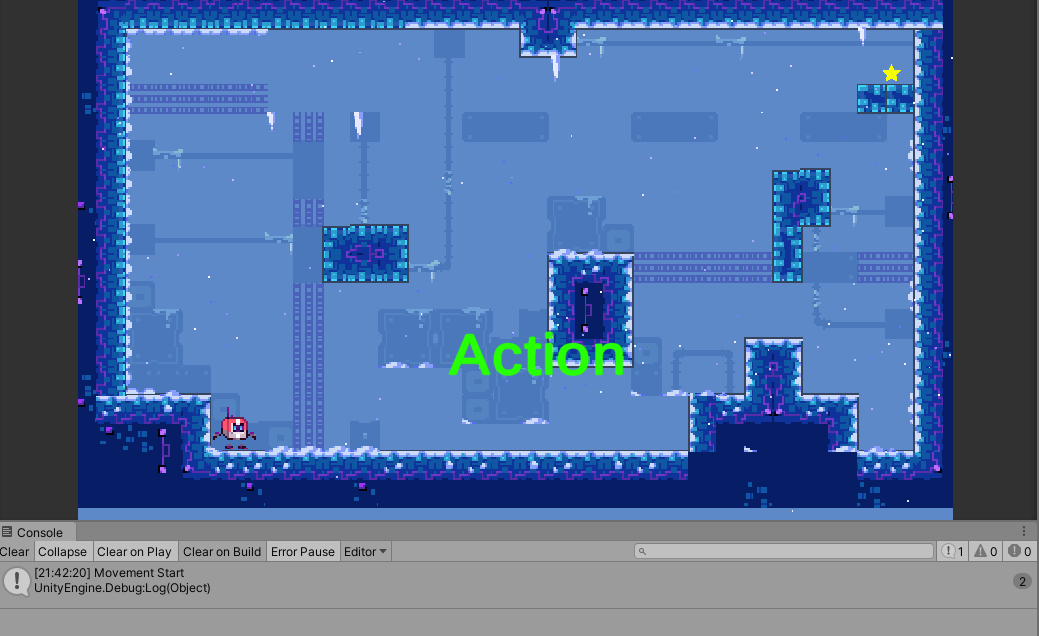 Action
Console
Clear
Collapse
Clear on Play
Clear on Build
Error Pause
Editor
1
0
0
[21:42:20] Movement Start
UnityEngine.Debug:Log(Object)
2